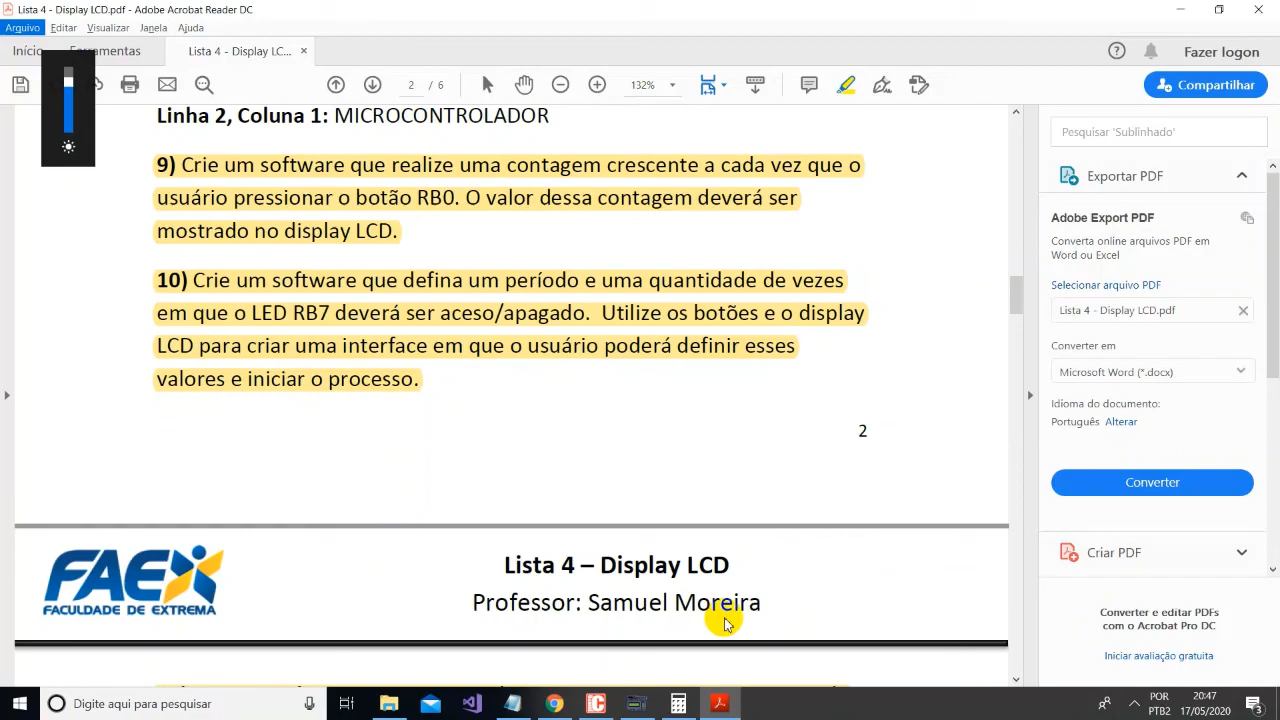 Lista 4 - Display LCD.pdf - Adobe Acrobat Reader DC
Arquivo Editar Visualizar Janela Ajuda
Início Ferramentas Lista 4 - Display LC... × Fazer logon
2 / 6 132% Compartilhar
Linha 2, Coluna 1: MICROCONTROLADOR
9) Crie um software que realize uma contagem crescente a cada vez que o
usuário pressionar o botão RB0. O valor dessa contagem deverá ser
mostrado no display LCD.
10) Crie um software que defina um período e uma quantidade de vezes
em que o LED RB7 deverá ser aceso/apagado. Utilize os botões e o display
LCD para criar uma interface em que o usuário poderá definir esses
valores e iniciar o processo.
2
FAEX
FACULDADE DE EXTREMA
Lista 4 – Display LCD
Professor: Samuel Moreira
Pesquisar 'Sublinhado'
Exportar PDF
Adobe Export PDF
Converta online arquivos PDF em
Word ou Excel
Selecionar arquivo PDF
Lista 4 - Display LCD.pdf
Converter em
Microsoft Word (*.docx)
Idioma do documento:
Português Alterar
Converter
Criar PDF
Converter e editar PDFs
com o Acrobat Pro DC
Iniciar avaliação gratuita
Digite aqui para pesquisar
POR
PTB2
20:47
17/05/2020
3